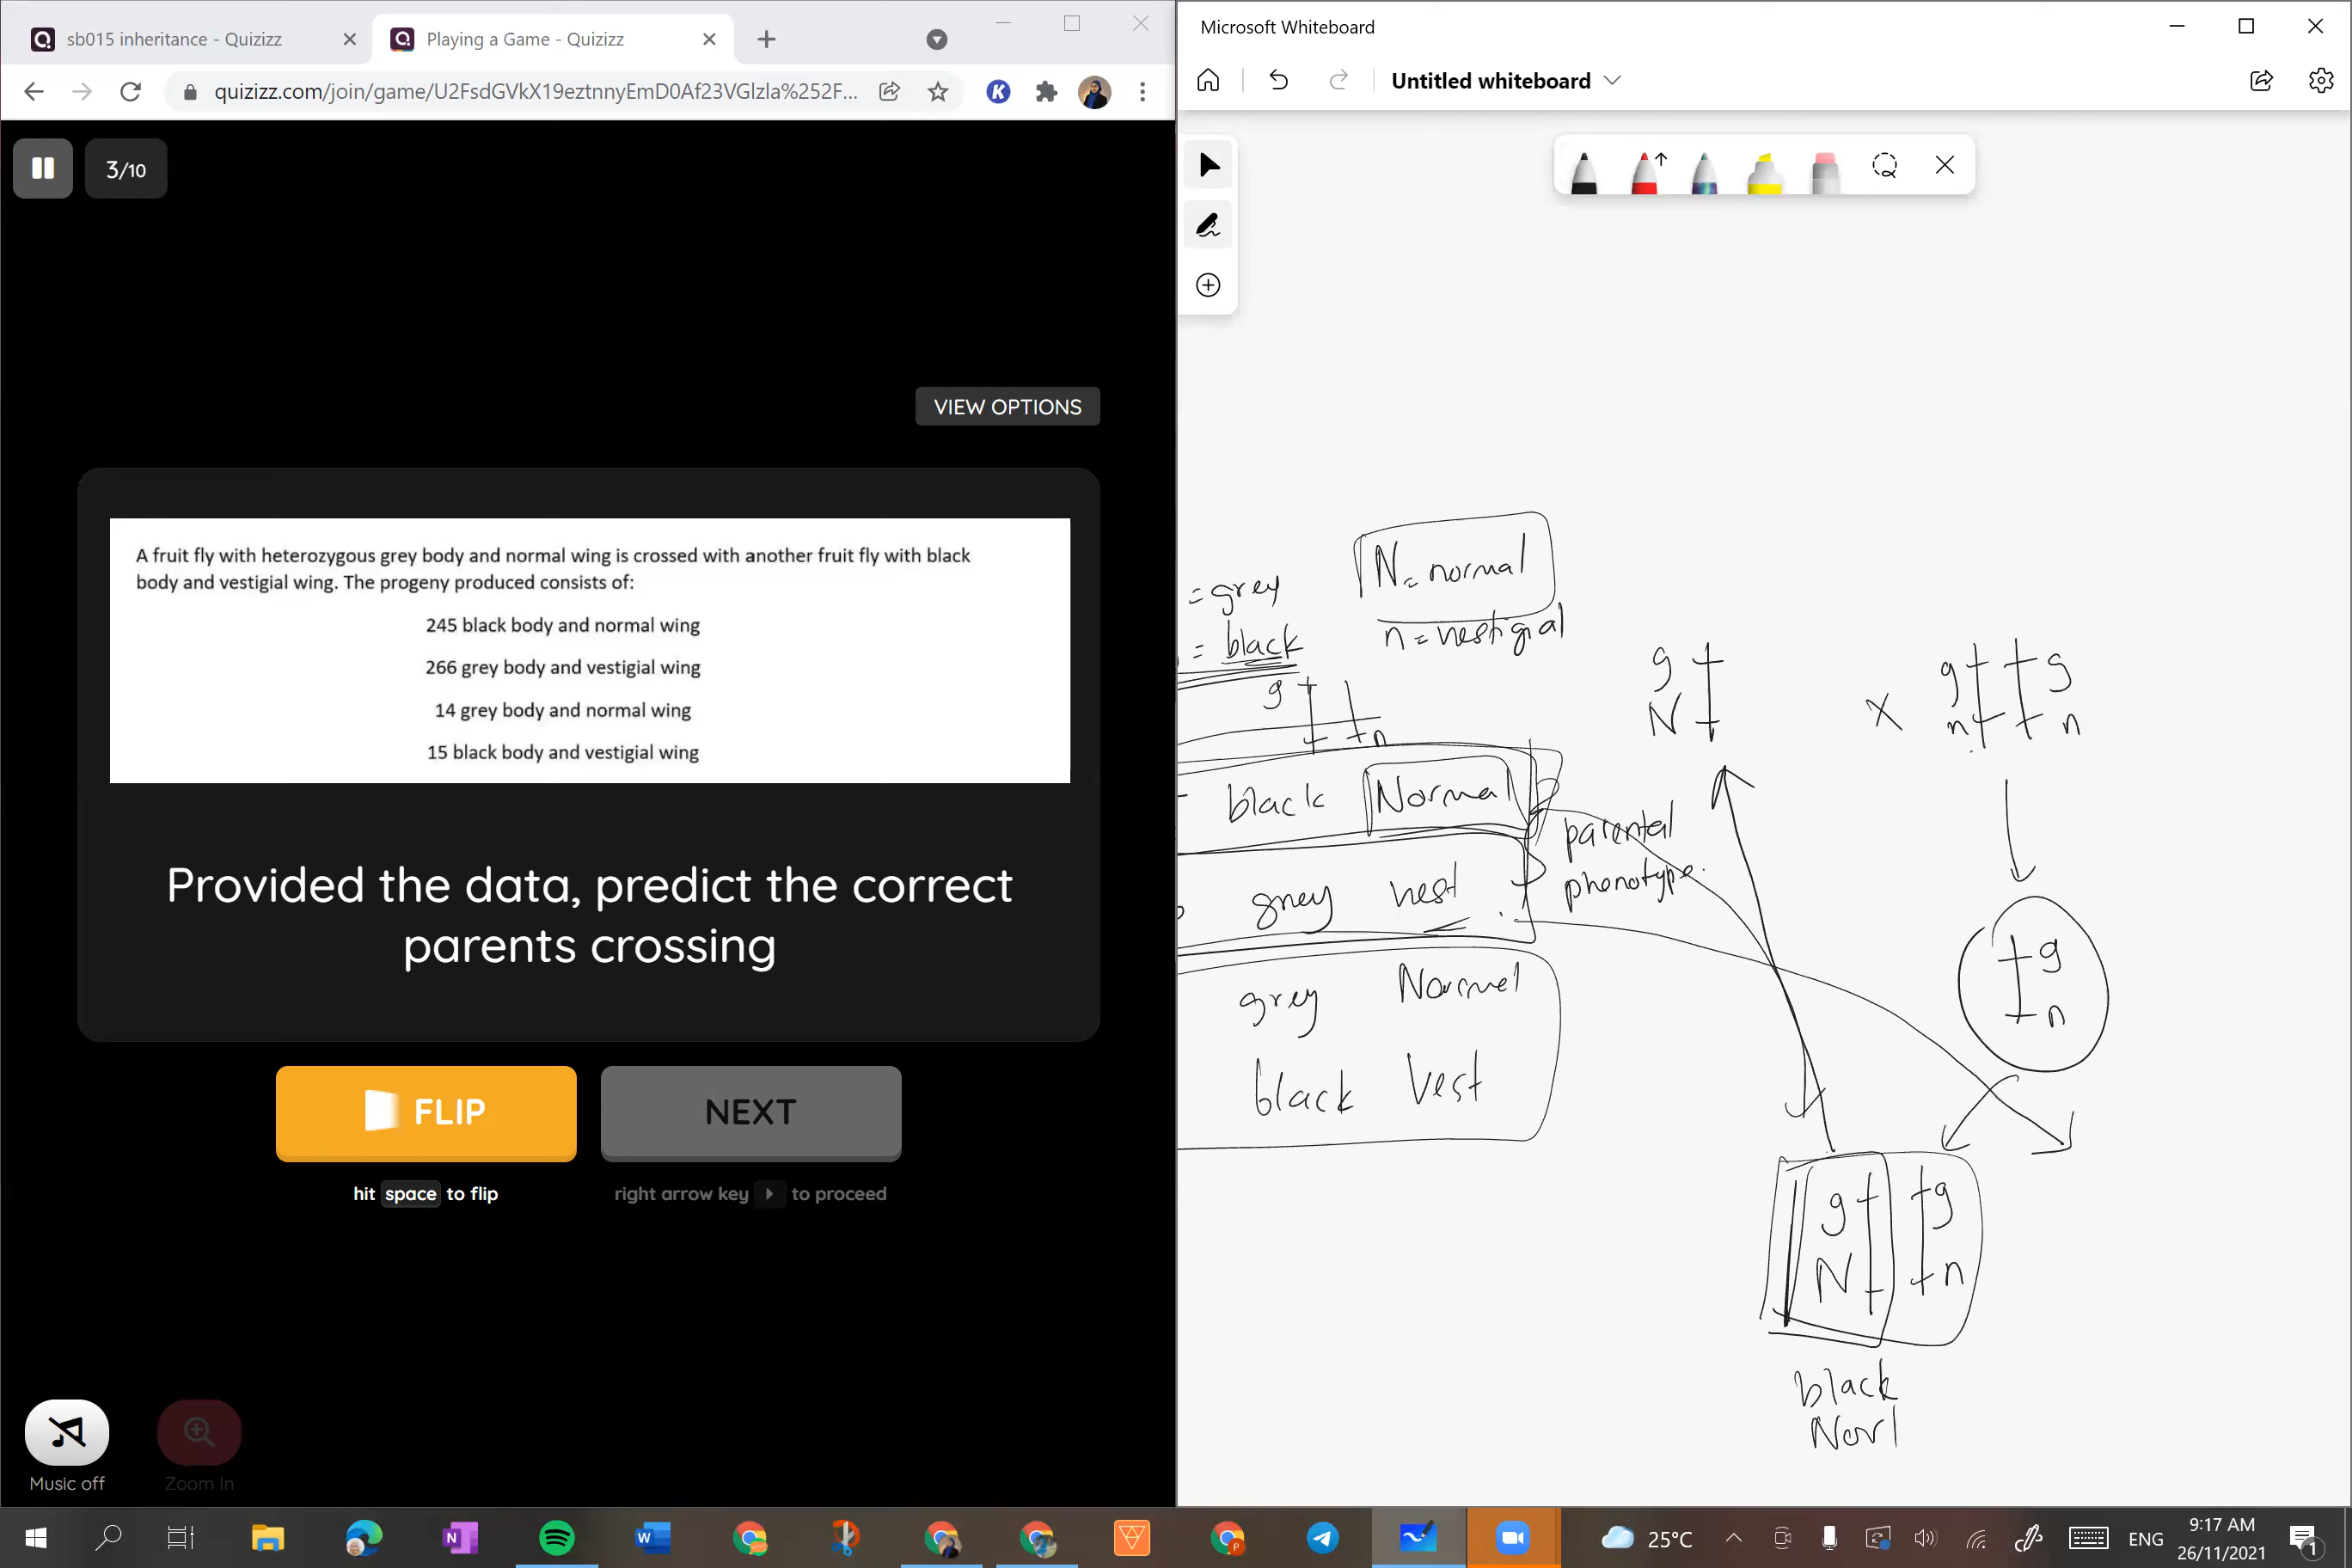 sb015 inheritance - Quizizz
Playing a Game - Quizizz
quizizz.com/join/game/U2FsdGVkX19eztnnyEmD0Af23VGlzla%252F...
3/10
VIEW OPTIONS
A fruit fly with heterozygous grey body and normal wing is crossed with another fruit fly with black
body and vestigial wing. The progeny produced consists of:
245 black body and normal wing
266 grey body and vestigial wing
14 grey body and normal wing
15 black body and vestigial wing
Provided the data, predict the correct
parents crossing
FLIP
NEXT
hit space to flip
right arrow key to proceed
Music off
Zoom In
Microsoft Whiteboard
Untitled whiteboard
N = normal
= grey
n = vestigial
= black
g
n
g
N
x
g g
n n
black Normal
parental
phenotype.
grey vest
grey Normal
black Vest
g
n
g g
N n
black
Norl
25°C
ENG
9:17 AM
26/11/2021
1